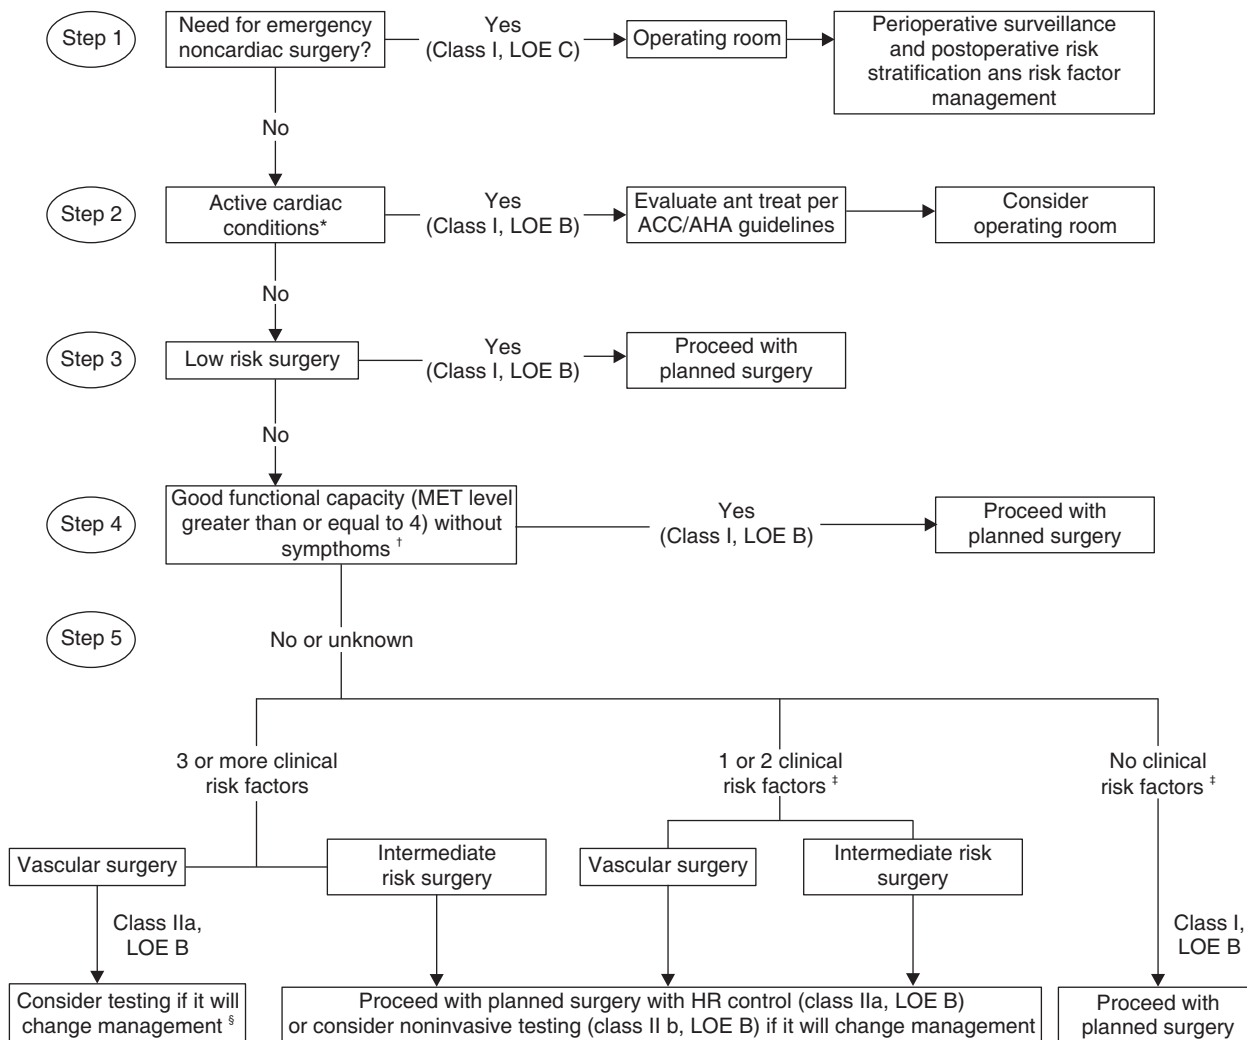 Step 1
Need for emergency
noncardiac surgery?
Yes
(Class I, LOE C)
Operating room
Perioperative surveillance
and postoperative risk
stratification ans risk factor
management
No
Step 2
Active cardiac
conditions*
Yes
(Class I, LOE B)
Evaluate ant treat per
ACC/AHA guidelines
Consider
operating room
No
Step 3
Low risk surgery
Yes
(Class I, LOE B)
Proceed with
planned surgery
No
Step 4
Good functional capacity (MET level
greater than or equal to 4) without
sympthoms †
Yes
(Class I, LOE B)
Proceed with
planned surgery
Step 5
No or unknown
3 or more clinical
risk factors
1 or 2 clinical
risk factors ‡
No clinical
risk factors ‡
Vascular surgery
Intermediate
risk surgery
Vascular surgery
Intermediate risk
surgery
Class IIa,
LOE B
Class I,
LOE B
Consider testing if it will
change management §
Proceed with planned surgery with HR control (class IIa, LOE B)
or consider noninvasive testing (class II b, LOE B) if it will change management
Proceed with
planned surgery